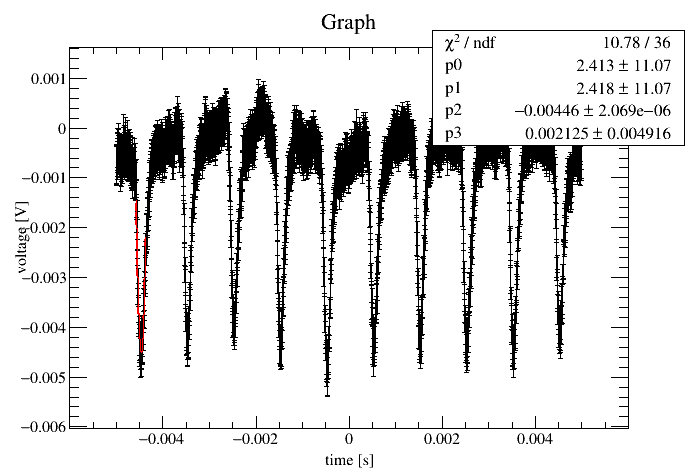 Graph
χ² / ndf 10.78 / 36
p0 2.413 ± 11.07
p1 2.418 ± 11.07
p2 −0.00446 ± 2.069e−06
p3 0.002125 ± 0.004916
0.001
0
−0.001
−0.002
−0.003
−0.004
−0.005
−0.006
voltage [V]
−0.004 −0.002 0 0.002 0.004
time [s]